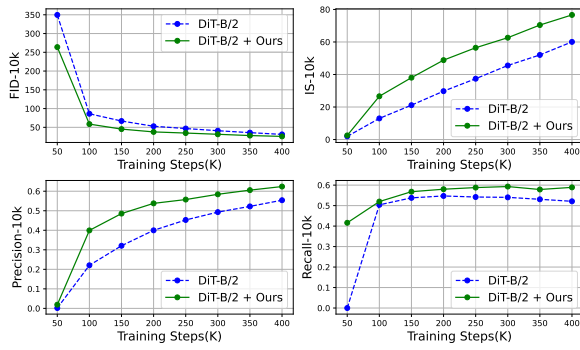 FID-10k
350
300
250
200
150
100
50
DiT-B/2
DiT-B/2 + Ours
50 100 150 200 250 300 350 400
Training Steps(K)
IS-10k
80
60
40
20
0
DiT-B/2
DiT-B/2 + Ours
50 100 150 200 250 300 350 400
Training Steps(K)
Precision-10k
0.6
0.5
0.4
0.3
0.2
0.1
0.0
DiT-B/2
DiT-B/2 + Ours
50 100 150 200 250 300 350 400
Training Steps(K)
Recall-10k
0.6
0.5
0.4
0.3
0.2
0.1
0.0
DiT-B/2
DiT-B/2 + Ours
50 100 150 200 250 300 350 400
Training Steps(K)